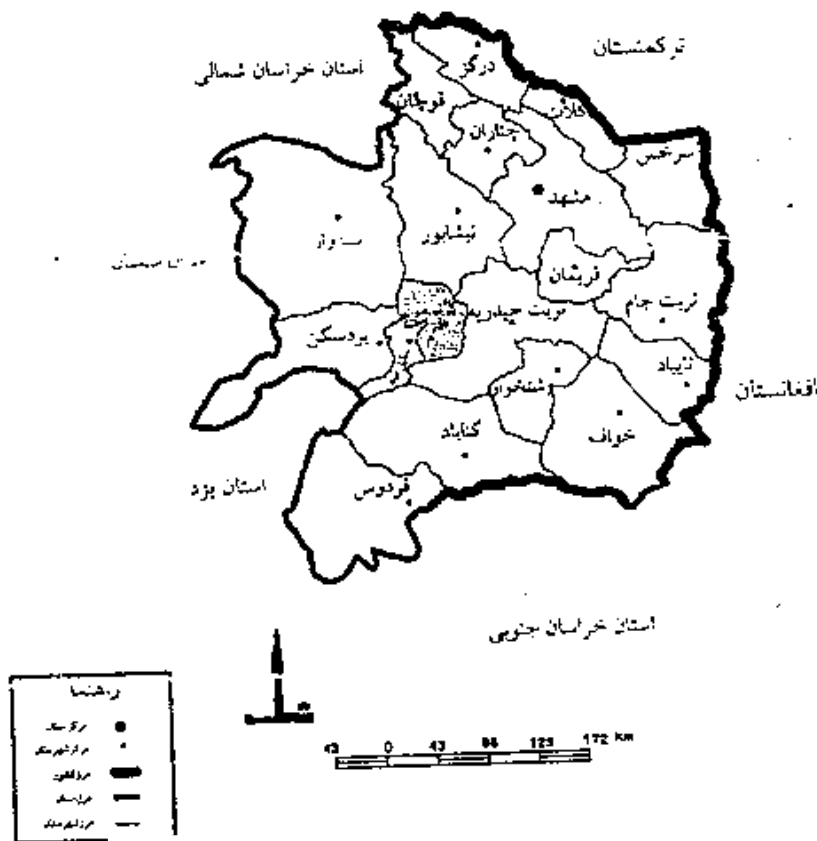 ترکمنستان
استان خراسان شمالی
درگز
قوچان
کلات
چناران
سرخس
مشهد
نیشابور
فریمان
تربت جام
تربت حیدریه
بردسکن
تایباد
رشتخوار
افغانستان
خواف
گناباد
استان یزد
فردوس
استان خراسان جنوبی
راهنما
مرکز استان
مرکز شهرستان
مرز کشور
مرز استان
مرز شهرستان
43 0 43 86 129 172 KM